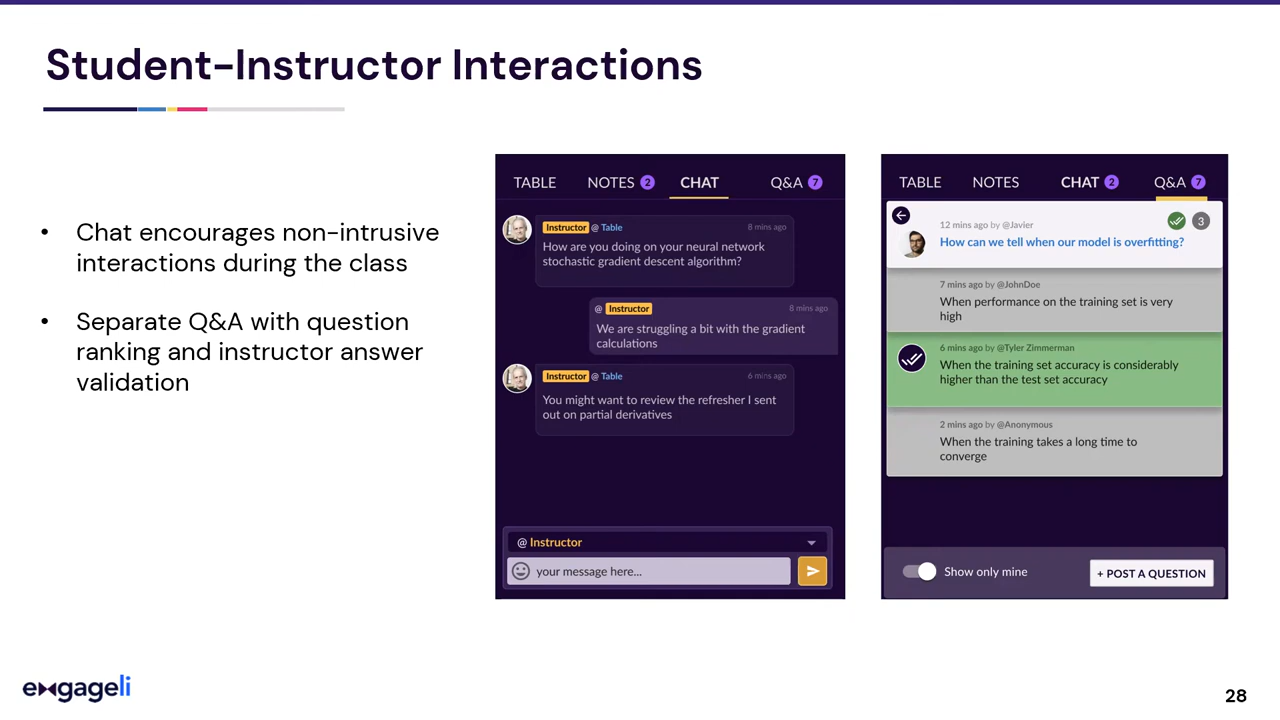 Student-Instructor Interactions
• Chat encourages non-intrusive
interactions during the class
• Separate Q&A with question
ranking and instructor answer
validation
TABLE NOTES 2 CHAT Q&A 7
Instructor @ Table 8 mins ago
How are you doing on your neural network
stochastic gradient descent algorithm?
@ Instructor 8 mins ago
We are struggling a bit with the gradient
calculations
Instructor @ Table 6 mins ago
You might want to review the refresher I sent
out on partial derivatives
@ Instructor
your message here...
TABLE NOTES CHAT 2 Q&A 7
12 mins ago by @Javier 3
How can we tell when our model is overfitting?
7 mins ago by @JohnDoe
When performance on the training set is very
high
6 mins ago by @Tyler Zimmerman
When the training set accuracy is considerably
higher than the test set accuracy
2 mins ago by @Anonymous
When the training takes a long time to
converge
Show only mine + POST A QUESTION
engageli
28